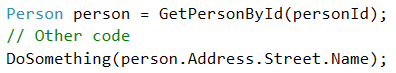 Person person = GetPersonById(personId);
// Other code
DoSomething(person.Address.Street.Name);